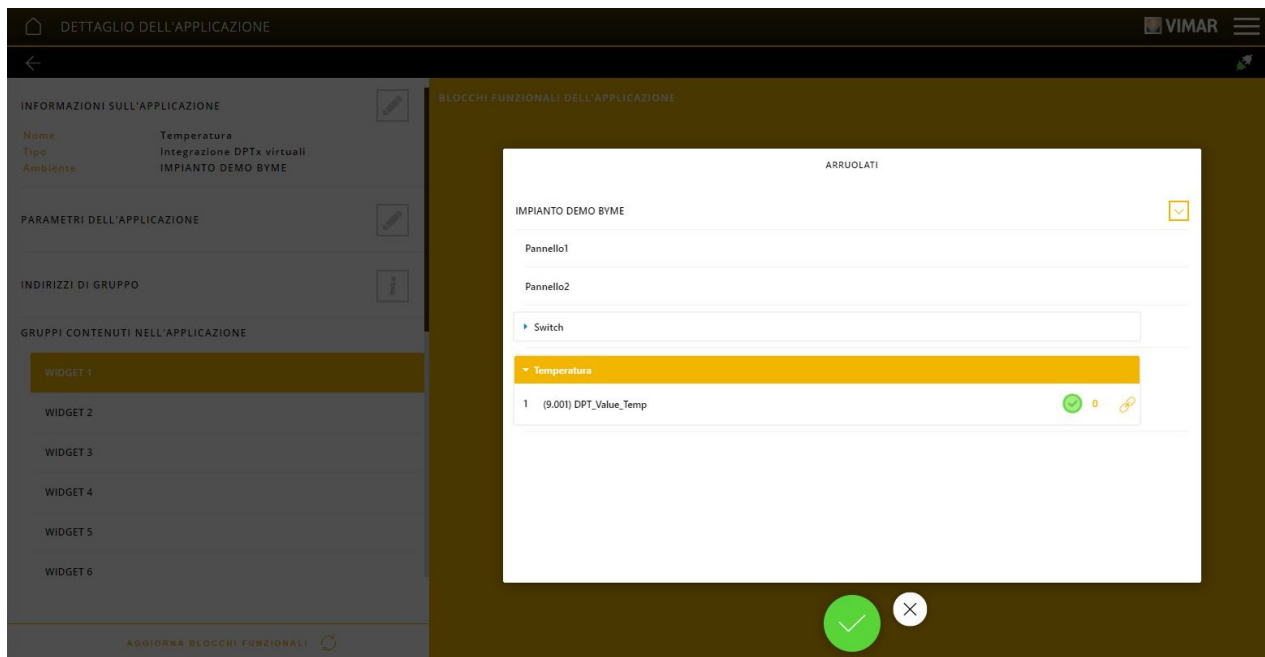 DETTAGLIO DELL'APPLICAZIONE
VIMAR
INFORMAZIONI SULL'APPLICAZIONE
Nome Temperatura
Tipo Integrazione DPTx virtuali
Ambiente IMPIANTO DEMO BYME
PARAMETRI DELL'APPLICAZIONE
INDIRIZZI DI GRUPPO
GRUPPI CONTENUTI NELL'APPLICAZIONE
WIDGET 1
WIDGET 2
WIDGET 3
WIDGET 4
WIDGET 5
WIDGET 6
AGGIORNA BLOCCHI FUNZIONALI
BLOCCHI FUNZIONALI DELL'APPLICAZIONE
ARRUOLATI
IMPIANTO DEMO BYME
Pannello1
Pannello2
Switch
Temperatura
1 (9.001) DPT_Value_Temp 0